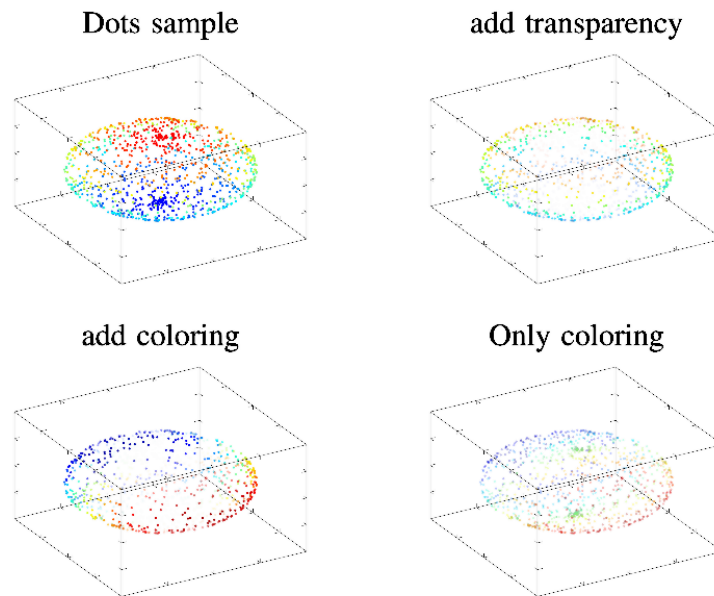 Dots sample
add transparency
add coloring
Only coloring